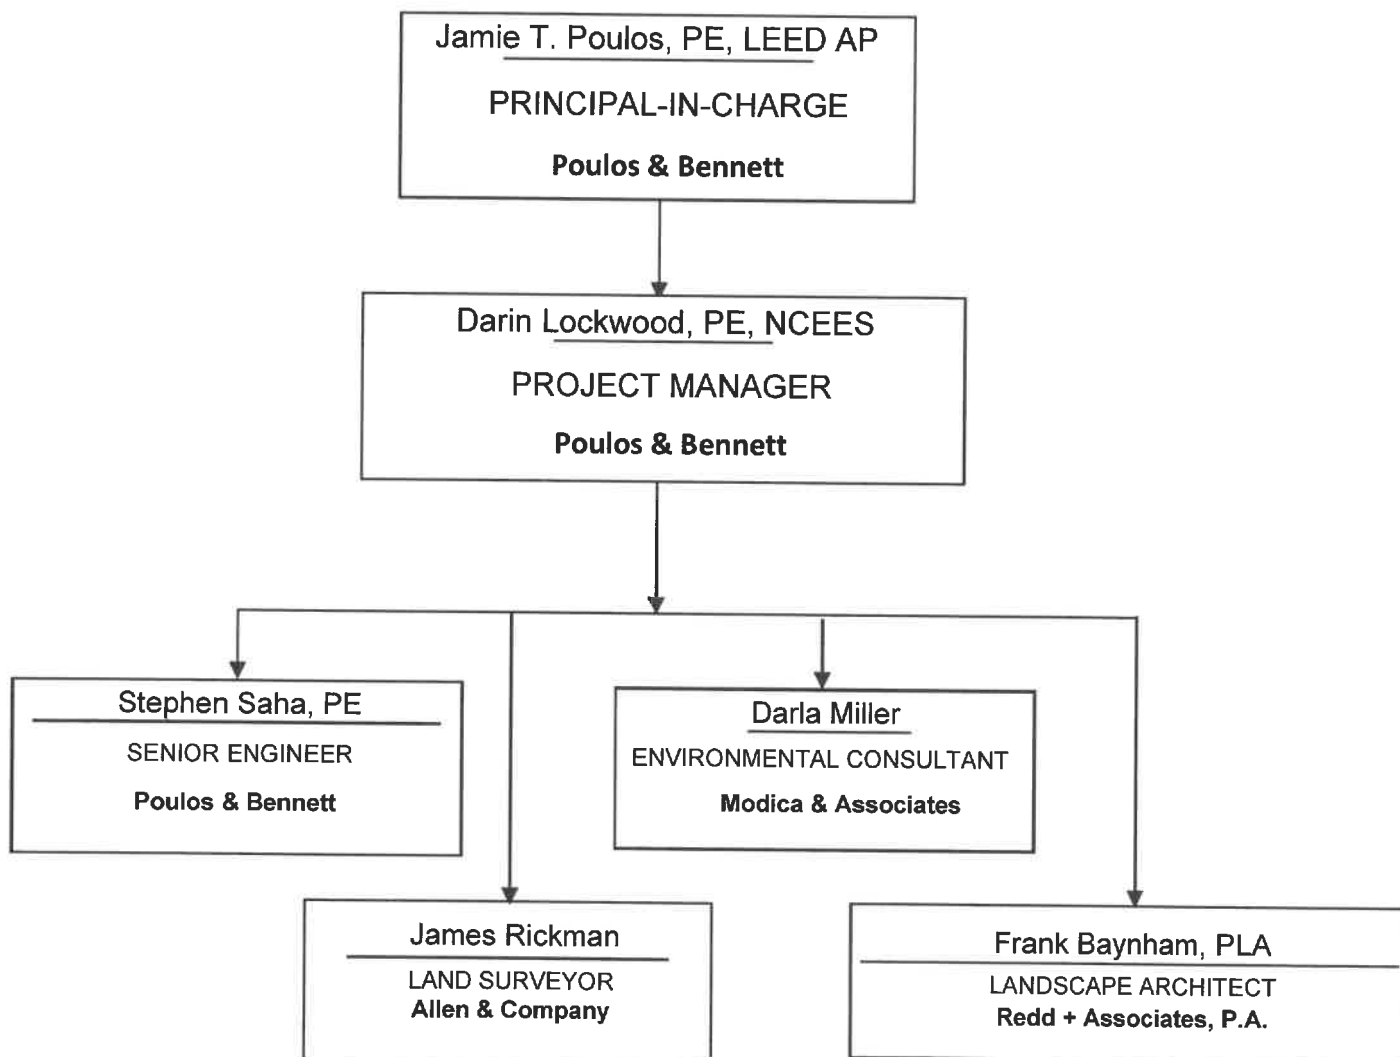 Jamie T. Poulos, PE, LEED AP
PRINCIPAL-IN-CHARGE
Poulos & Bennett
Darin Lockwood, PE, NCEES
PROJECT MANAGER
Poulos & Bennett
Stephen Saha, PE
SENIOR ENGINEER
Poulos & Bennett
Darla Miller
ENVIRONMENTAL CONSULTANT
Modica & Associates
James Rickman
LAND SURVEYOR
Allen & Company
Frank Baynham, PLA
LANDSCAPE ARCHITECT
Redd + Associates, P.A.